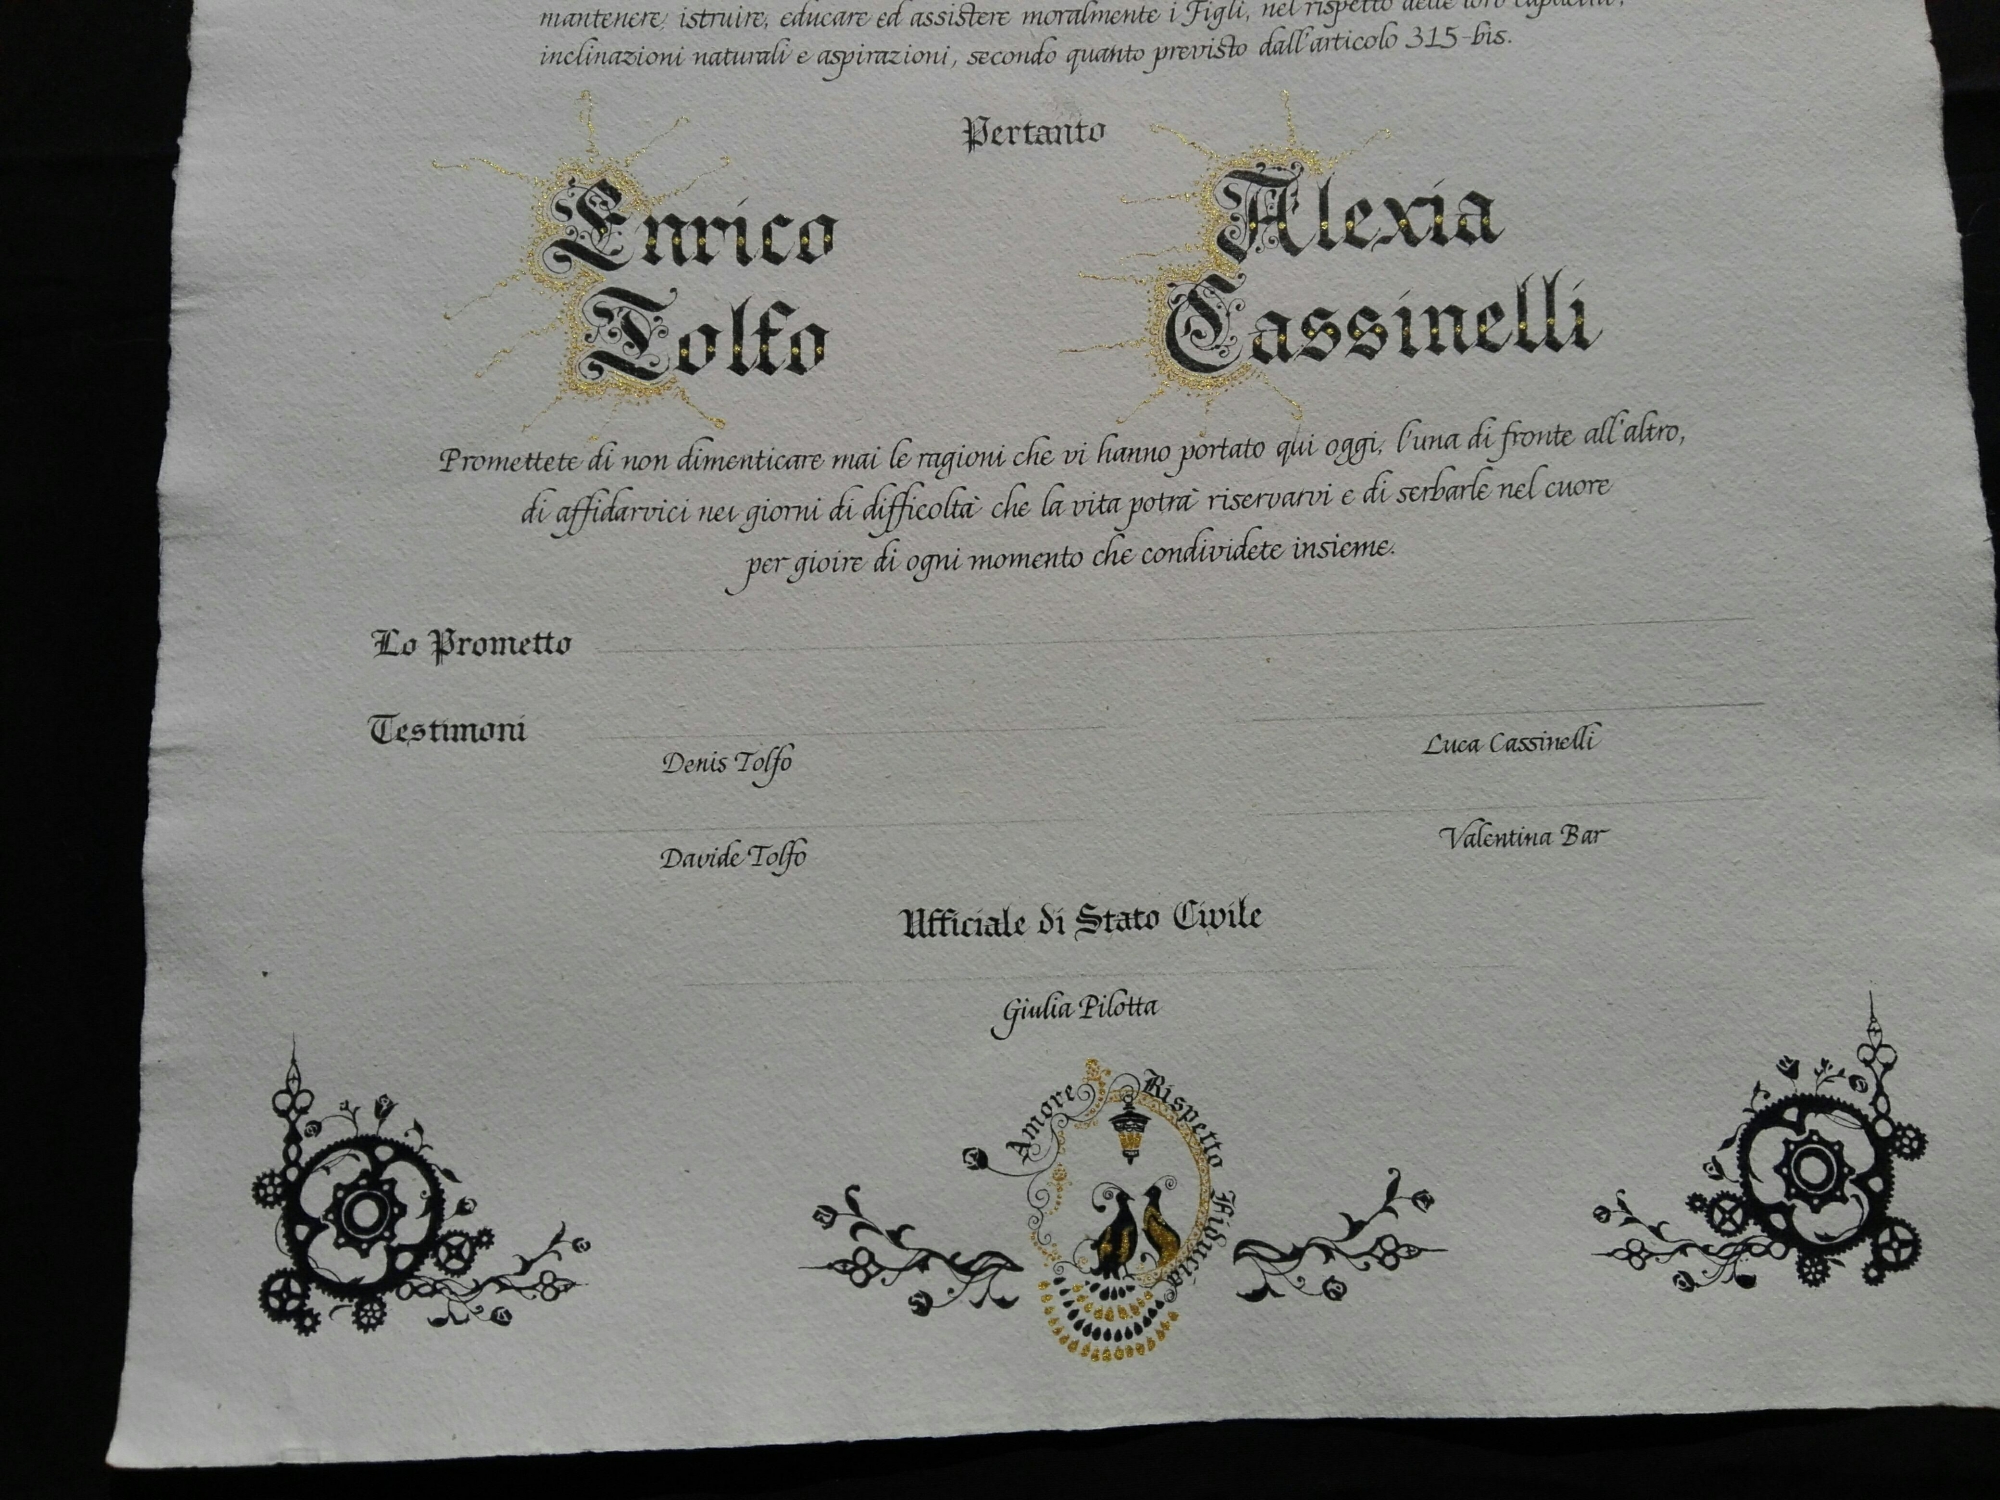 mantenere, istruire, educare ed assistere moralmente i Figli, nel rispetto delle loro capacità,
inclinazioni naturali e aspirazioni, secondo quanto previsto dall'articolo 315-bis.
Pertanto
Enrico
Tolfo
Alexia
Cassinelli
Promettete di non dimenticare mai le ragioni che vi hanno portato qui oggi, l'una di fronte all'altro,
di affidarvici nei giorni di difficoltà che la vita potrà riservarvi e di serbarle nel cuore
per gioire di ogni momento che condividete insieme.
Lo Prometto
Testimoni
Denis Tolfo
Luca Cassinelli
Davide Tolfo
Valentina Bar
Ufficiale di Stato Civile
Giulia Pilotta
Amore Rispetto Fiducia